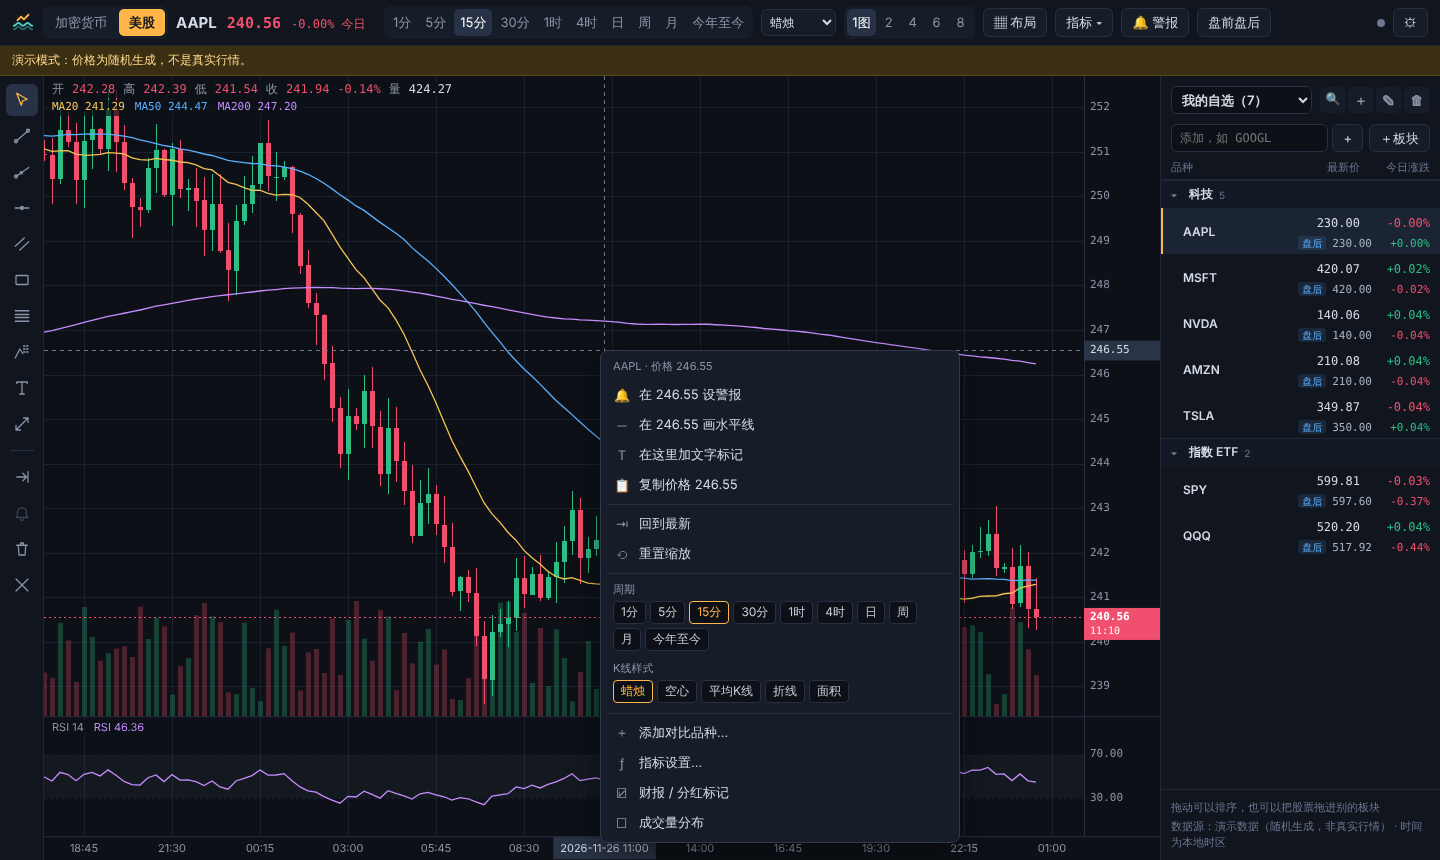 加密货币 美股 AAPL 240.56 -0.00% 今日 1分 5分 15分 30分 1时 4时 日 周 月 今年至今 蜡烛 1图 2 4 6 8 布局 指标 警报 盘前盘后
演示模式：价格为随机生成，不是真实行情。
开 242.28 高 242.39 低 241.54 收 241.94 -0.14% 量 424.27
MA20 241.29 MA50 244.47 MA200 247.20
252
251
250
249
248
247
246.55
246
245
244
243
242
241
240.56
11:10
240
239
AAPL · 价格 246.55
在 246.55 设警报
在 246.55 画水平线
T 在这里加文字标记
复制价格 246.55
回到最新
重置缩放
周期
1分 5分 15分 30分 1时 4时 日 周
月 今年至今
K线样式
蜡烛 空心 平均K线 折线 面积
+ 添加对比品种...
ƒ 指标设置...
财报 / 分红标记
成交量分布
RSI 14 RSI 46.36
70.00
30.00
18:45 21:30 00:15 03:00 05:45 08:30 2026-11-26 11:00 14:00 16:45 19:30 22:15 01:00
我的自选（7）
添加，如 GOOGL + ＋板块
品种 最新价 今日涨跌
科技 5
AAPL 230.00 -0.00%
盘后 230.00 +0.00%
MSFT 420.07 +0.02%
盘后 420.00 -0.02%
NVDA 140.06 +0.04%
盘后 140.00 -0.04%
AMZN 210.08 +0.04%
盘后 210.00 -0.04%
TSLA 349.87 -0.04%
盘后 350.00 +0.04%
指数 ETF 2
SPY 599.81 -0.03%
盘后 597.60 -0.37%
QQQ 520.20 +0.04%
盘后 517.92 -0.44%
拖动可以排序，也可以把股票拖进别的板块
数据源：演示数据（随机生成，非真实行情） · 时间
为本地时区